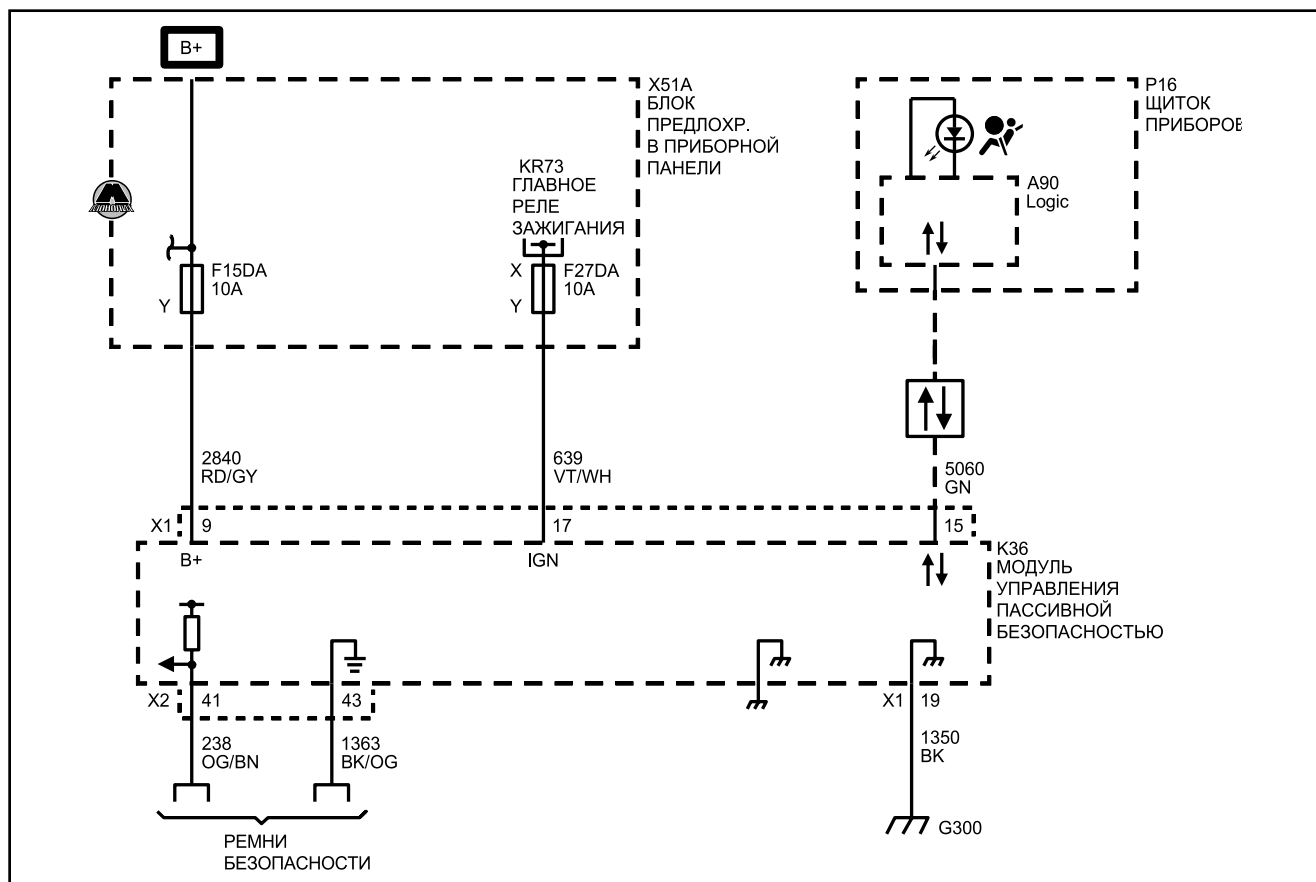 B+
X51A
БЛОК
ПРЕДЛОХР.
В ПРИБОРНОЙ
ПАНЕЛИ
P16
ЩИТОК
ПРИБОРОВ
KR73
ГЛАВНОЕ
РЕЛЕ
ЗАЖИГАНИЯ
A90
Logic
F15DA
10A
Y
X
Y
F27DA
10A
2840
RD/GY
639
VT/WH
5060
GN
X1
9
17
15
B+
IGN
K36
МОДУЛЬ
УПРАВЛЕНИЯ
ПАССИВНОЙ
БЕЗОПАСНОСТЬЮ
X2
41
43
X1
19
238
OG/BN
1363
BK/OG
1350
BK
G300
РЕМНИ
БЕЗОПАСНОСТИ